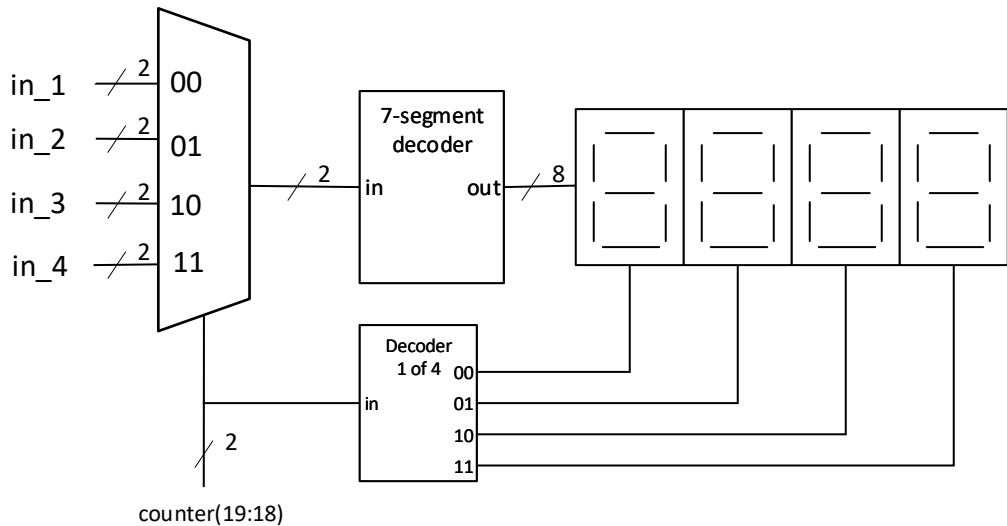 in_1
2
00
in_2
2
01
in_3
2
10
in_4
2
11
2
7-segment
decoder
in
out
8
Decoder
1 of 4
in
00
01
10
11
2
counter(19:18)